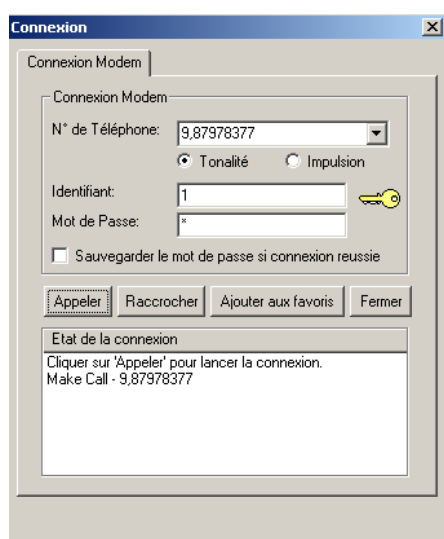 Connexion
Connexion Modem
Connexion Modem
N° de Téléphone: 9,87978377
Tonalité Impulsion
Identifiant: 1
Mot de Passe: *
Sauvegarder le mot de passe si connexion reussie
Appeler Raccrocher Ajouter aux favoris Fermer
Etat de la connexion
Cliquer sur 'Appeler' pour lancer la connexion.
Make Call - 9,87978377